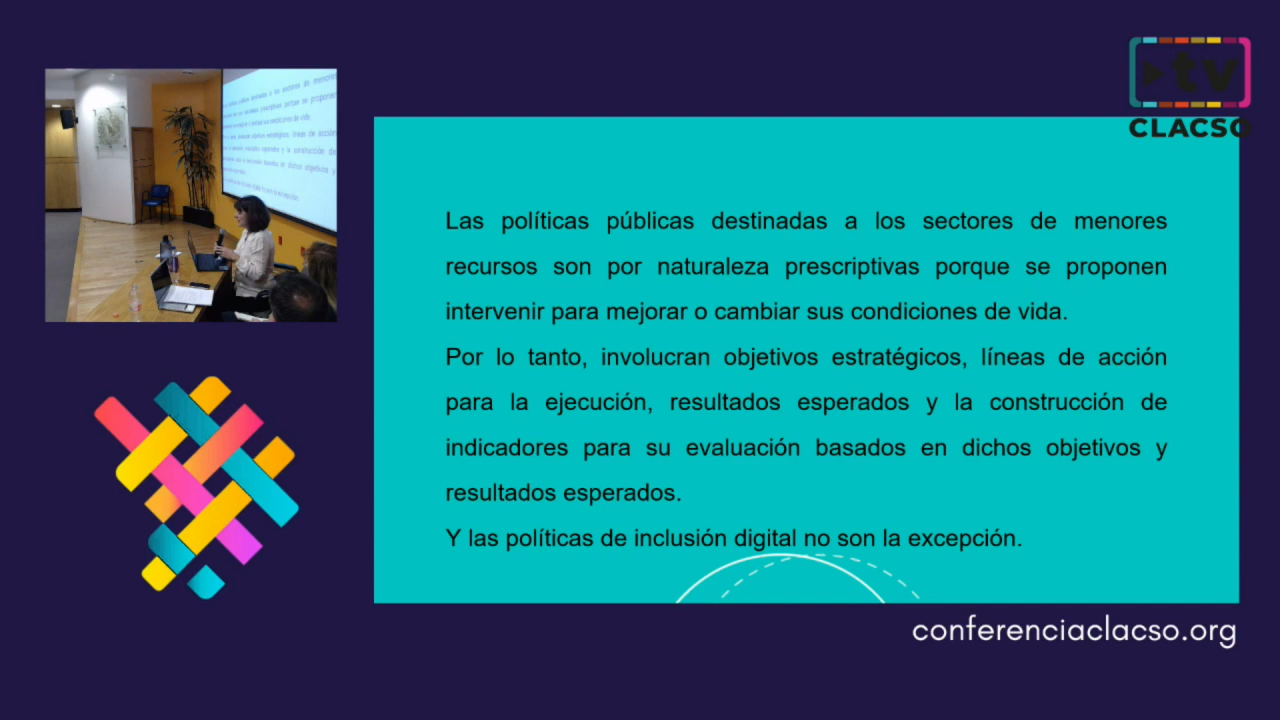 tv
CLACSO
Las políticas públicas destinadas a los sectores de menores
recursos son por naturaleza prescriptivas porque se proponen
intervenir para mejorar o cambiar sus condiciones de vida.
Por lo tanto, involucran objetivos estratégicos, líneas de acción
para la ejecución, resultados esperados y la construcción de
indicadores para su evaluación basados en dichos objetivos y
resultados esperados.
Y las políticas de inclusión digital no son la excepción.
conferenciaclacso.org